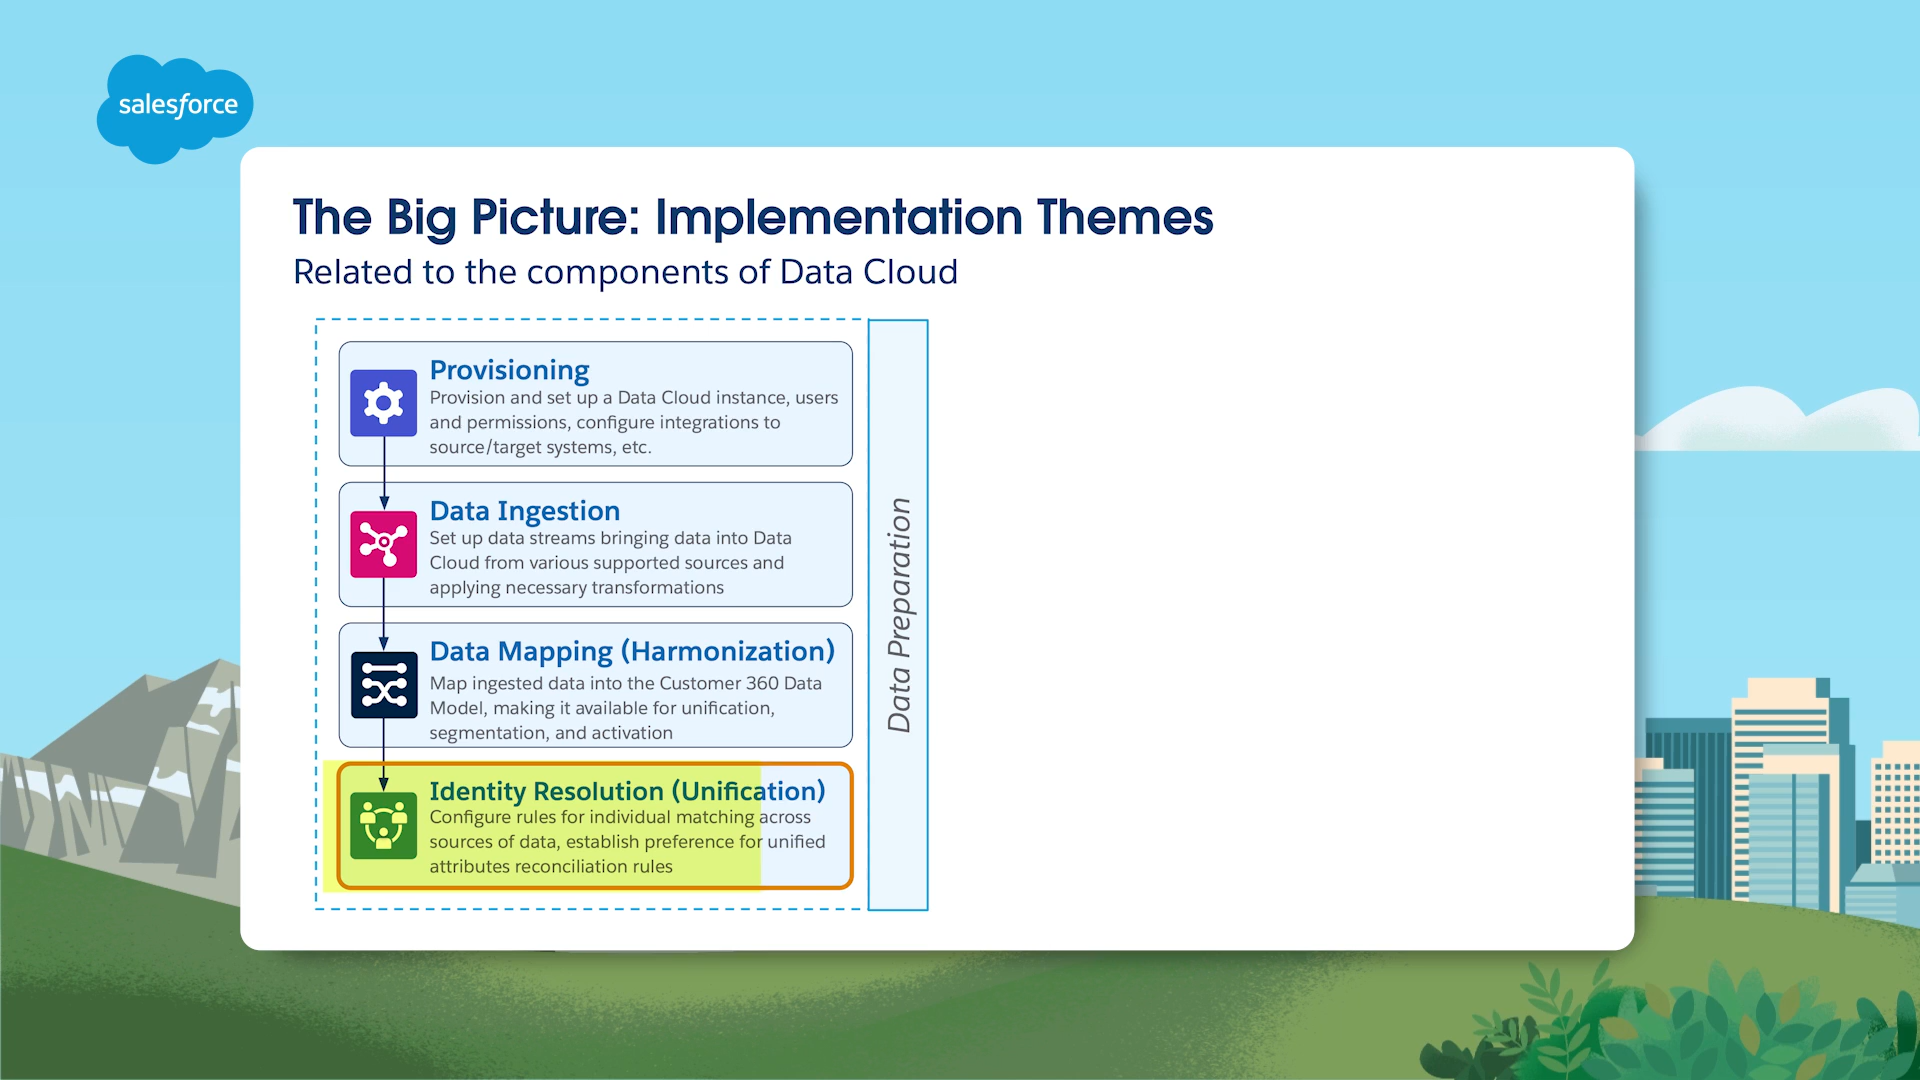 salesforce
The Big Picture: Implementation Themes
Related to the components of Data Cloud
Provisioning
Provision and set up a Data Cloud instance, users
and permissions, configure integrations to
source/target systems, etc.
Data Ingestion
Set up data streams bringing data into Data
Cloud from various supported sources and
applying necessary transformations
Data Mapping (Harmonization)
Map ingested data into the Customer 360 Data
Model, making it available for unification,
segmentation, and activation
Identity Resolution (Unification)
Configure rules for individual matching across
sources of data, establish preference for unified
attributes reconciliation rules
Data Preparation